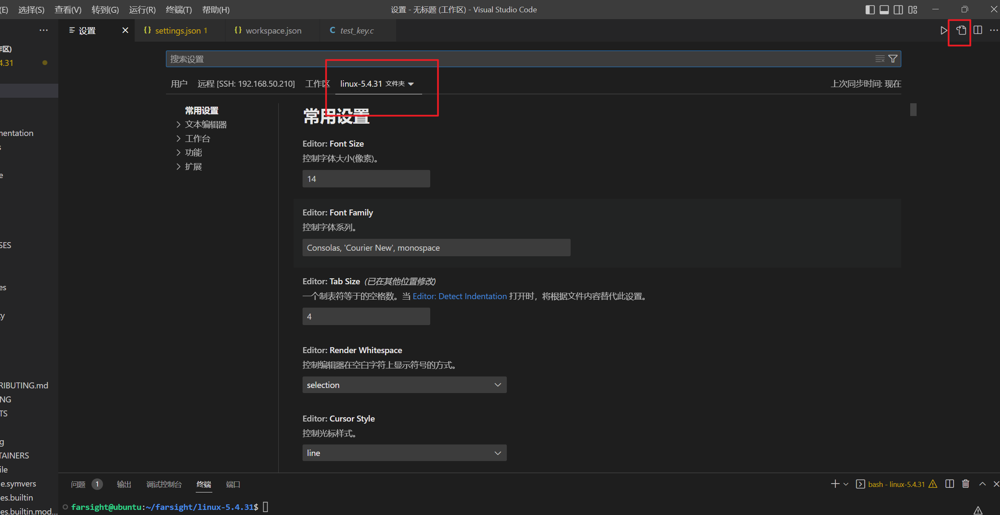 (E) 选择(S) 查看(V) 转到(G) 运行(R) 终端(T) 帮助(H) 设置 - 无标题 (工作区) - Visual Studio Code
设置 {} settings.json 1 {} workspace.json C test_key.c
作区)
4.31
搜索设置
用户 远程 [SSH: 192.168.50.210] 工作区 linux-5.4.31 文件夹 上次同步时间: 现在
常用设置
文本编辑器
工作台
功能
扩展
常用设置
Editor: Font Size
控制字体大小(像素)。
14
Editor: Font Family
控制字体系列。
Consolas, 'Courier New', monospace
Editor: Tab Size (已在其他位置修改)
一个制表符等于的空格数。当 Editor: Detect Indentation 打开时，将根据文件内容替代此设置。
4
Editor: Render Whitespace
控制编辑器在空白字符上显示符号的方式。
selection
Editor: Cursor Style
控制光标样式。
line
mentation
s
e
SES
es
ty
RIBUTING.md
NG
TS
g
TAINERS
ile
e.symvers
es.builtin
es.builtin.mod...
问题 1 输出 调试控制台 终端 端口 bash - linux-5.4.31
farsight@ubuntu:~/farsight/linux-5.4.31$